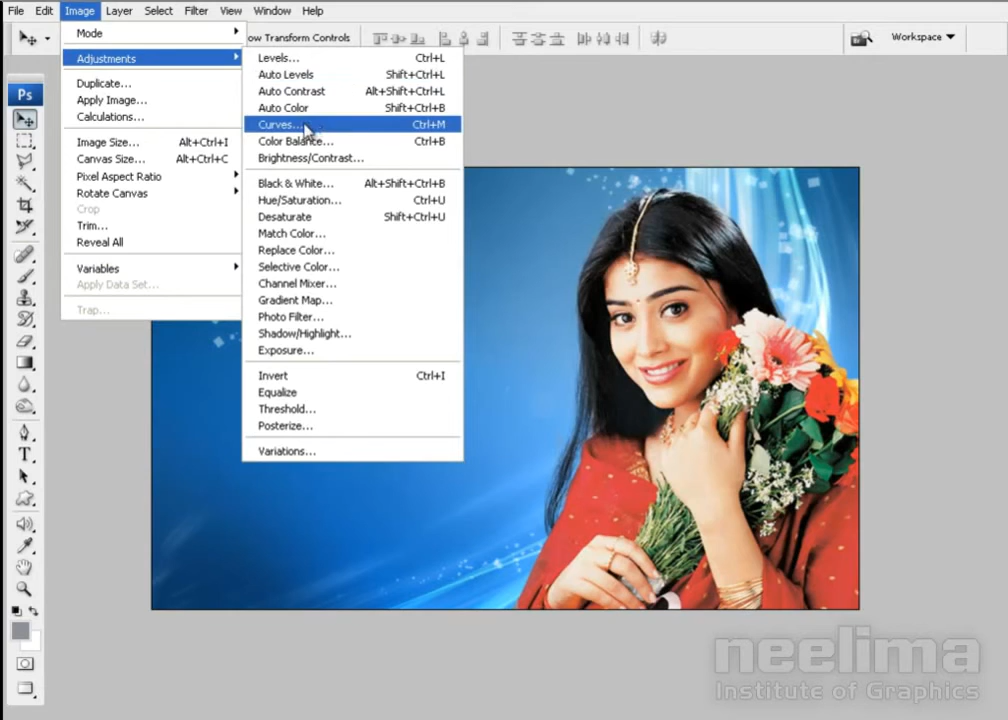 File Edit Image Layer Select Filter View Window Help
ow Transform Controls
Workspace
Ps
Mode
Adjustments
Duplicate...
Apply Image...
Calculations...
Image Size... Alt+Ctrl+I
Canvas Size... Alt+Ctrl+C
Pixel Aspect Ratio
Rotate Canvas
Crop
Trim...
Reveal All
Variables
Apply Data Set...
Trap...
Levels... Ctrl+L
Auto Levels Shift+Ctrl+L
Auto Contrast Alt+Shift+Ctrl+L
Auto Color Shift+Ctrl+B
Curves... Ctrl+M
Color Balance... Ctrl+B
Brightness/Contrast...
Black & White... Alt+Shift+Ctrl+B
Hue/Saturation... Ctrl+U
Desaturate Shift+Ctrl+U
Match Color...
Replace Color...
Selective Color...
Channel Mixer...
Gradient Map...
Photo Filter...
Shadow/Highlight...
Exposure...
Invert Ctrl+I
Equalize
Threshold...
Posterize...
Variations...
T
neelima
Institute of Graphics